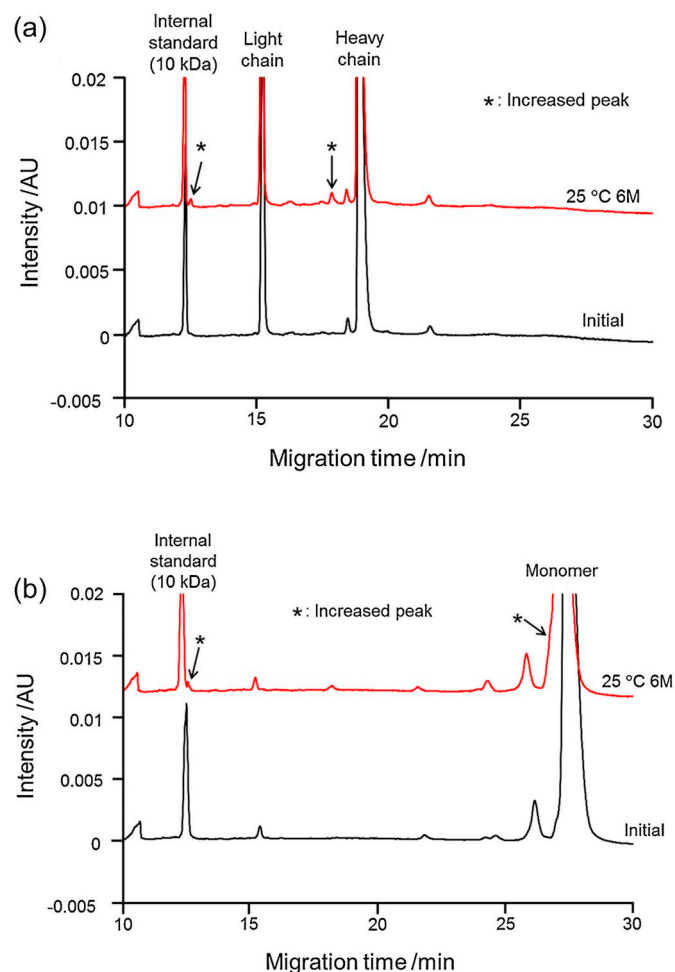 (a)
Internal
standard
(10 kDa)
Light
chain
Heavy
chain
*: Increased peak
*
*
25 °C 6M
Initial
0.02
0.015
0.01
0.005
0
-0.005
Intensity /AU
10
15
20
25
30
Migration time /min
(b)
Internal
standard
(10 kDa)
Monomer
*: Increased peak
*
*
25 °C 6M
Initial
0.02
0.015
0.01
0.005
0
-0.005
Intensity /AU
10
15
20
25
30
Migration time /min